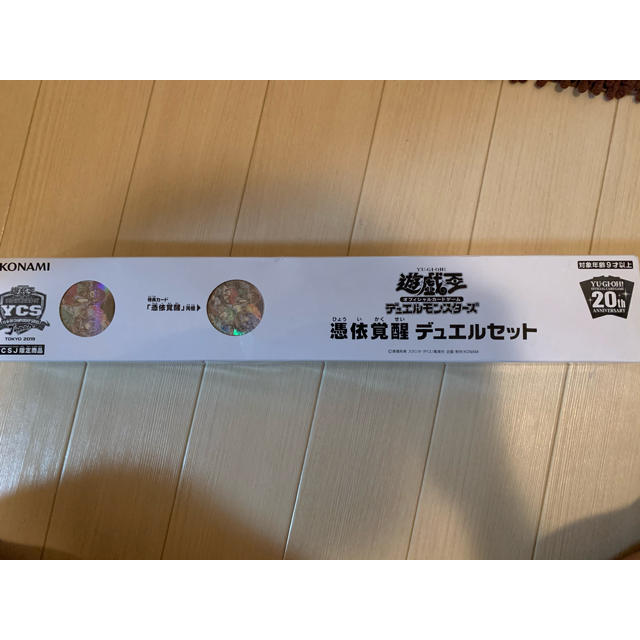 KONAMI
YCS
TOKYO 2019
YCSJ限定商品
特典カード
「憑依覚醒」同梱
YU-GI-OH!
遊戯王
オフィシャルカードゲーム
デュエルモンスターズ
ひょう い かく せい
憑依覚醒 デュエルセット
対象年齢9才以上
YU-GI-OH!
20th
ANNIVERSARY